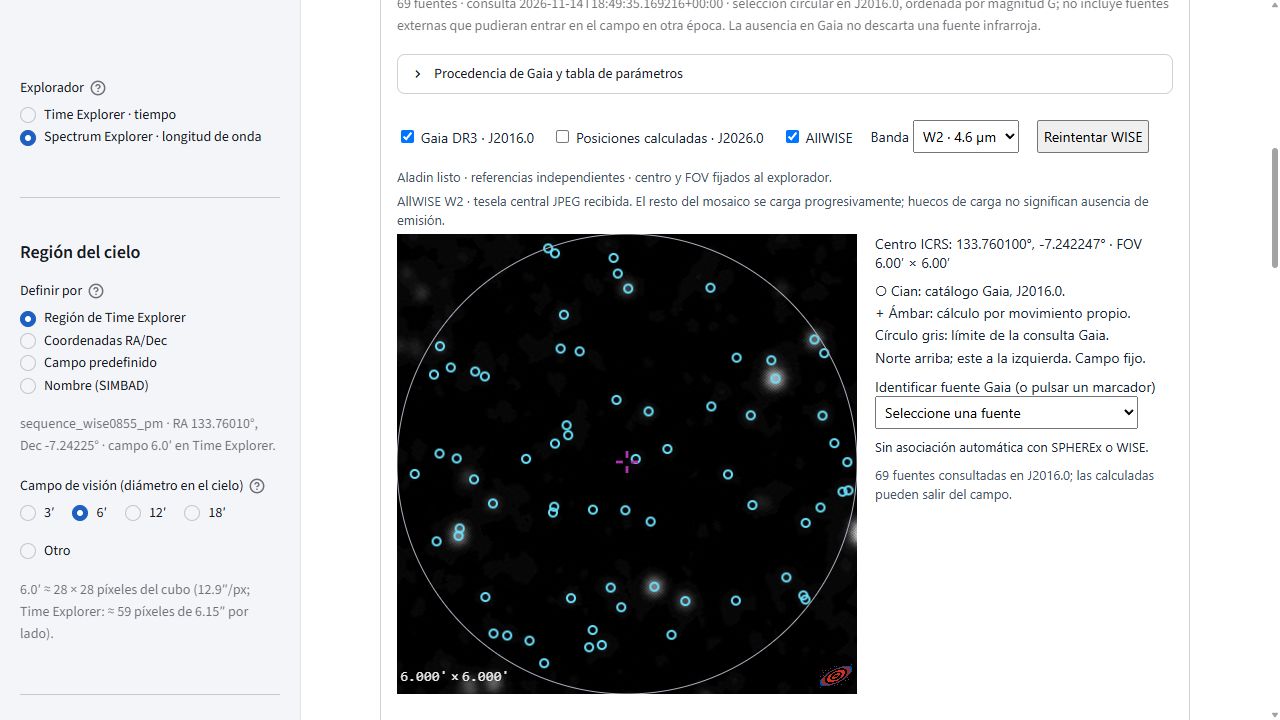 69 fuentes · consulta 2026-11-14T18:49:35.169216+00:00 · selección circular en J2016.0, ordenada por magnitud G; no incluye fuentes
externas que pudieran entrar en el campo en otra época. La ausencia en Gaia no descarta una fuente infrarroja.
Procedencia de Gaia y tabla de parámetros
Explorador
Time Explorer · tiempo
Spectrum Explorer · longitud de onda
Gaia DR3 · J2016.0
Posiciones calculadas · J2026.0
AllWISE
Banda
W2 · 4.6 µm
Reintentar WISE
Aladin listo · referencias independientes · centro y FOV fijados al explorador.
AllWISE W2 · tesela central JPEG recibida. El resto del mosaico se carga progresivamente; huecos de carga no significan ausencia de
emisión.
Región del cielo
Definir por
Región de Time Explorer
Coordenadas RA/Dec
Campo predefinido
Nombre (SIMBAD)
sequence_wise0855_pm · RA 133.76010°,
Dec -7.24225° · campo 6.0′ en Time Explorer.
Campo de visión (diámetro en el cielo)
3′
6′
12′
18′
Otro
6.0′ ≈ 28 × 28 píxeles del cubo (12.9″/px;
Time Explorer: ≈ 59 píxeles de 6.15″ por
lado).
6.000' × 6.000'
Centro ICRS: 133.760100°, -7.242247° · FOV
6.00′ × 6.00′
O Cian: catálogo Gaia, J2016.0.
+ Ámbar: cálculo por movimiento propio.
Círculo gris: límite de la consulta Gaia.
Norte arriba; este a la izquierda. Campo fijo.
Identificar fuente Gaia (o pulsar un marcador)
Seleccione una fuente
Sin asociación automática con SPHEREx o WISE.
69 fuentes consultadas en J2016.0; las calculadas
pueden salir del campo.